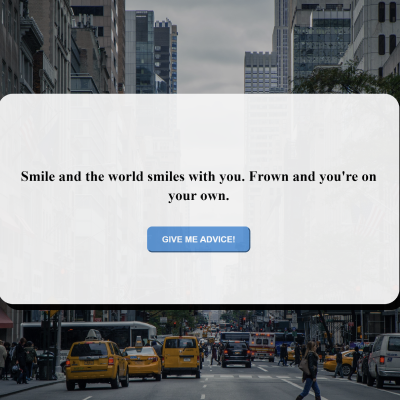 Smile and the world smiles with you. Frown and you're on
your own.
GIVE ME ADVICE!